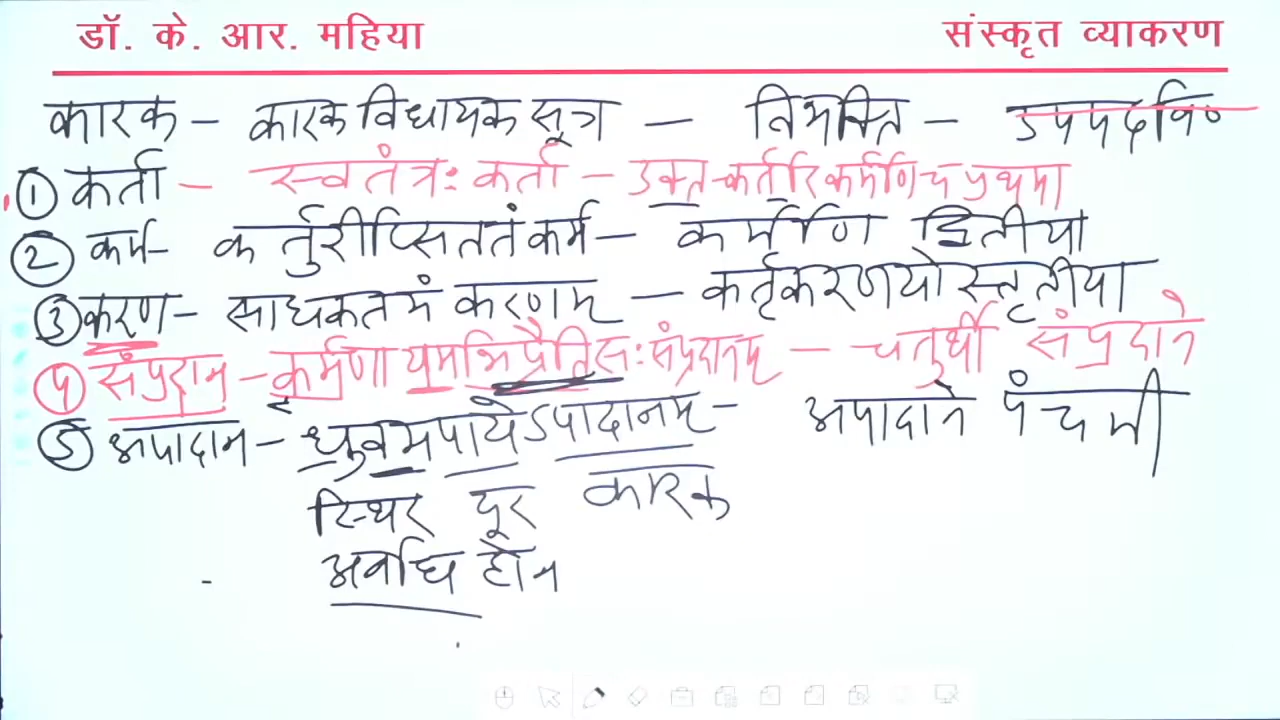 डॉ. के. आर. महिया
संस्कृत व्याकरण
कारक – कारक विधायक सूत्र – विभक्ति – उपपद वि०
① कर्ता – स्वतंत्रः कर्ता – उक्त कर्तरि कर्मणि च प्रथमा
② कर्म – कर्तुरीप्सिततंकर्म – कर्मणि द्वितीया
③ करण – साधकतमं करणम् – कर्तृकरणयोस्तृतीया
④ संप्रदान – कर्मणा यमभिप्रैति सः संप्रदानम् – चतुर्थी संप्रदाने
⑤ अपादान – ध्रुवमपायेऽपादानम् – अपादाने पंचमी
स्थिर दूर कारक
अवधि होन